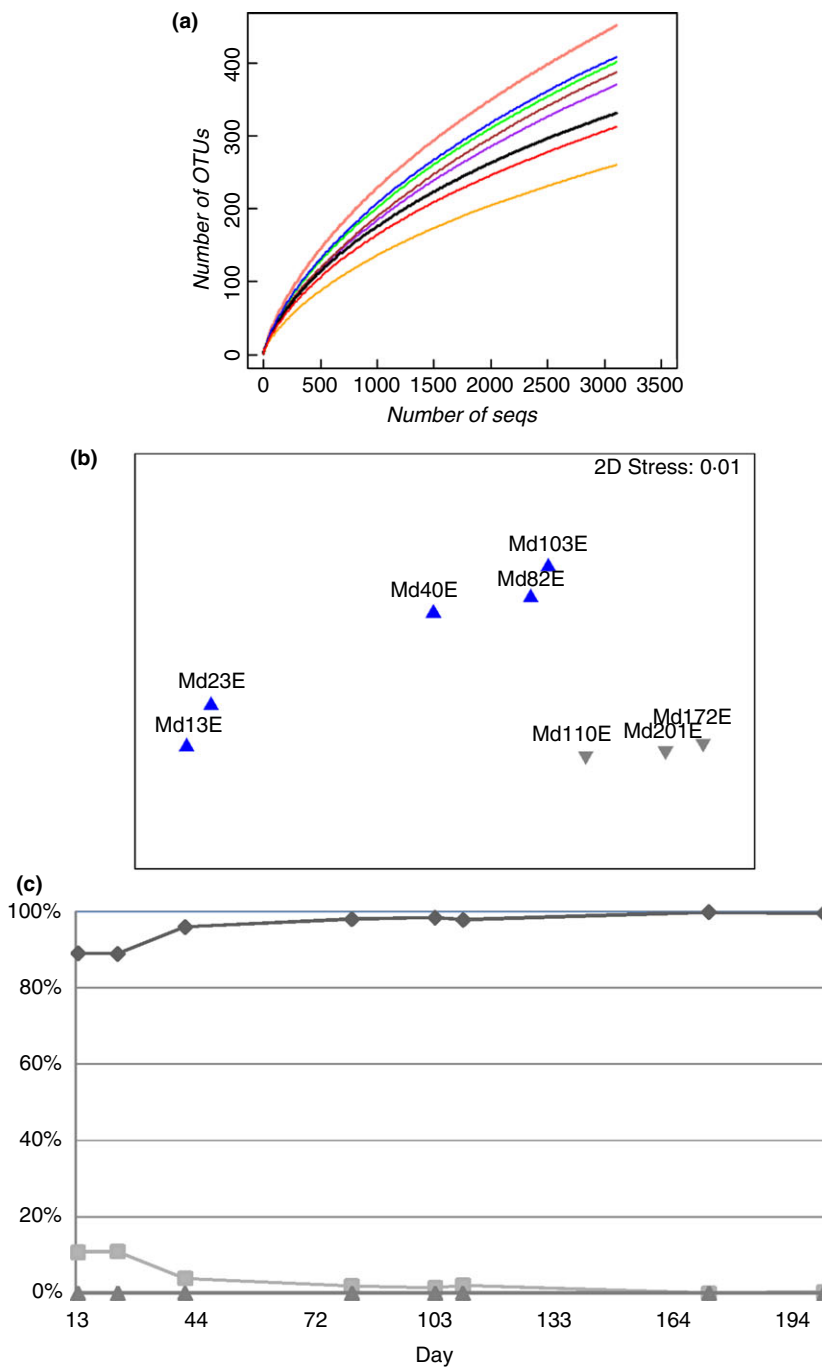 (a)
Number of OTUs
400
300
200
100
0
0 500 1000 1500 2000 2500 3000 3500
Number of seqs
(b)
2D Stress: 0·01
Md103E
Md82E
Md40E
Md23E
Md13E
Md172E
Md201E
Md110E
(c)
100%
80%
60%
40%
20%
0%
13 44 72 103 133 164 194
Day